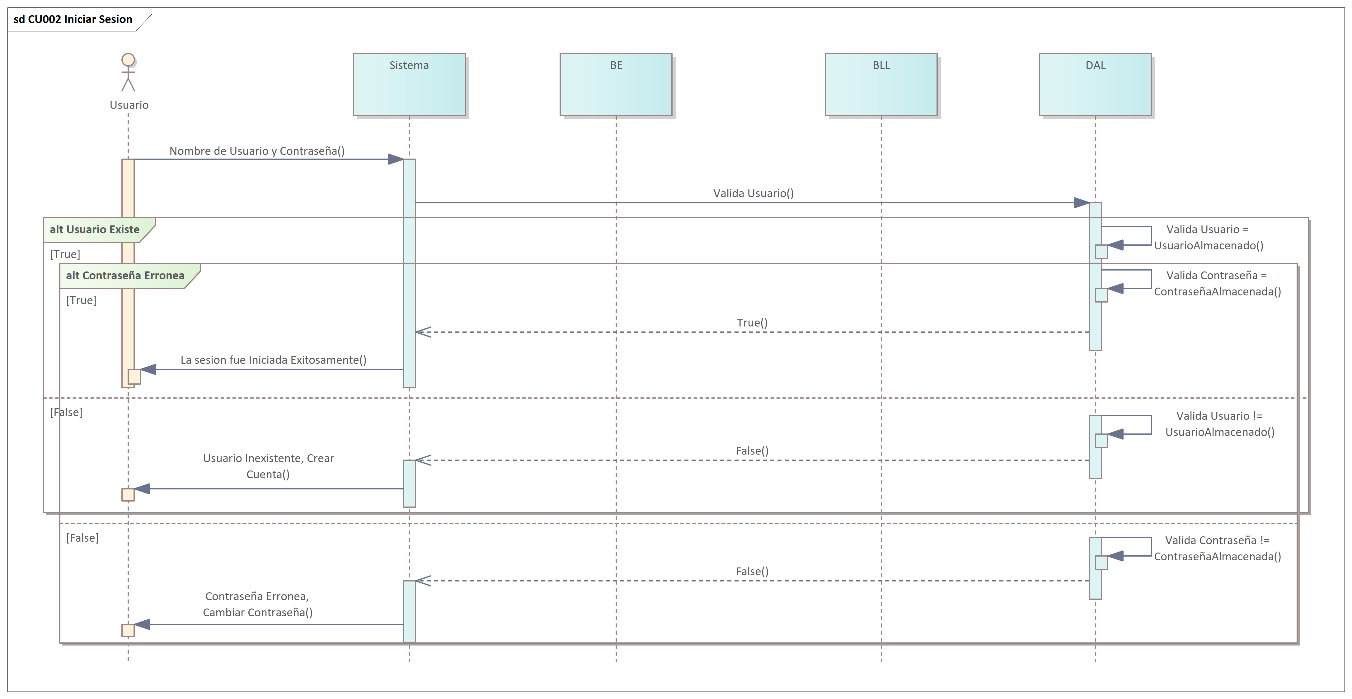 sd CU002 Iniciar Sesion
Usuario
Sistema
BE
BLL
DAL
Nombre de Usuario y Contraseña()
Valida Usuario()
alt Usuario Existe
[True]
Valida Usuario =
UsuarioAlmacenado()
alt Contraseña Erronea
[True]
Valida Contraseña =
ContraseñaAlmacenada()
True()
La sesion fue Iniciada Exitosamente()
[False]
Valida Usuario !=
UsuarioAlmacenado()
False()
Usuario Inexistente, Crear
Cuenta()
[False]
Valida Contraseña !=
ContraseñaAlmacenada()
False()
Contraseña Erronea,
Cambiar Contraseña()